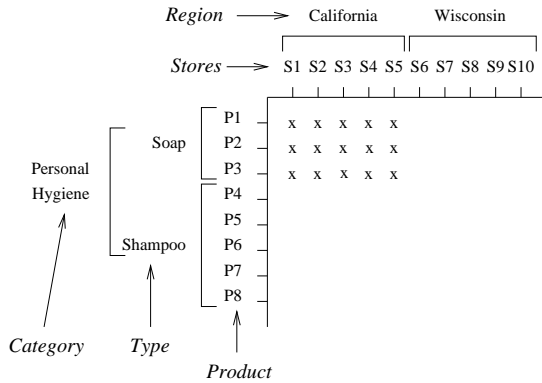 Region California Wisconsin
Stores S1 S2 S3 S4 S5 S6 S7 S8 S9 S10
P1 x x x x x
Soap P2 x x x x x
Personal P3 x x x x x
Hygiene P4
P5
Shampoo P6
P7
P8
Category Type
Product